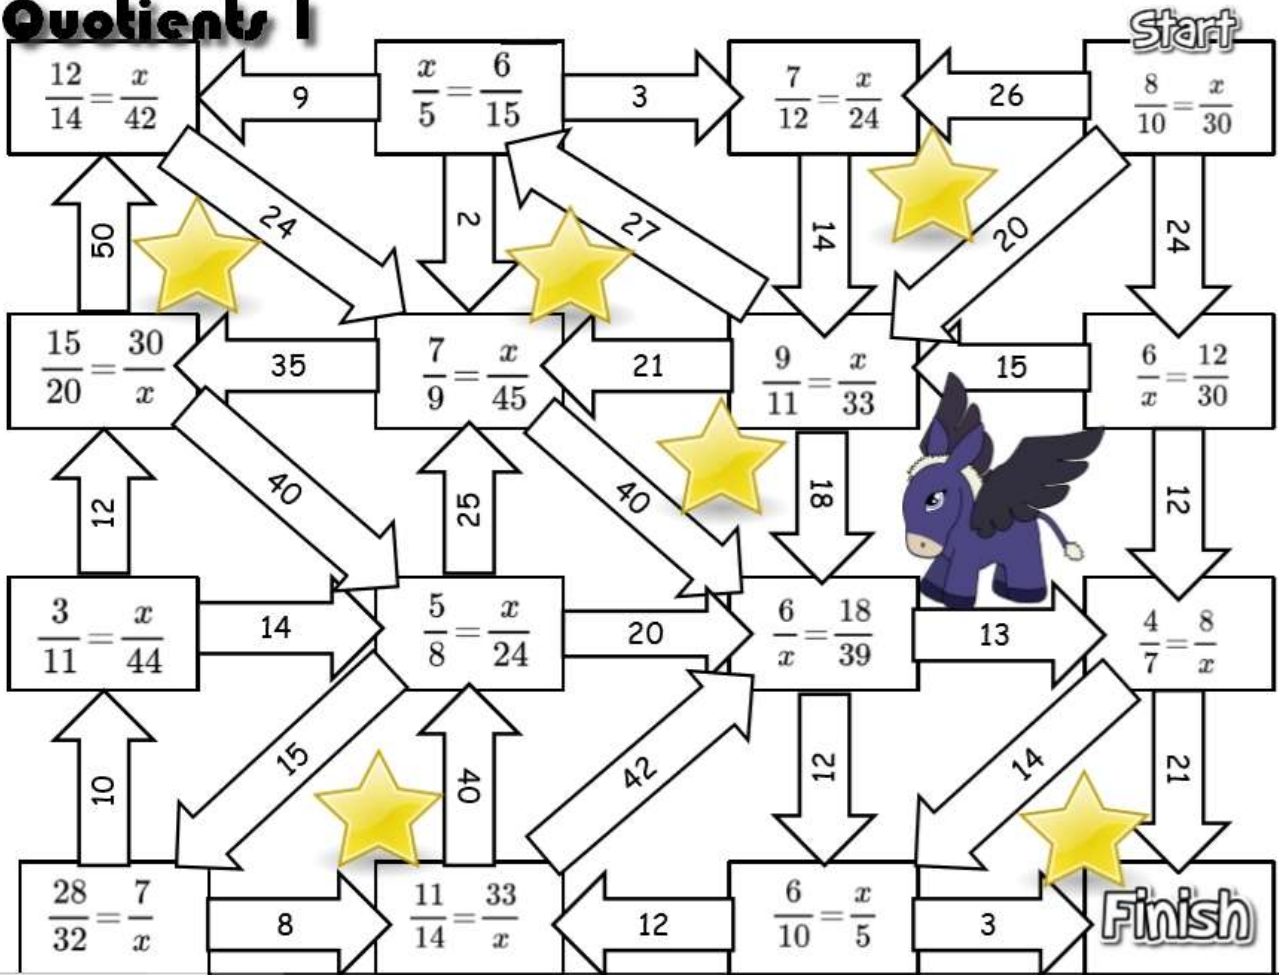 Quotients 1
Start
12/14 = x/42
9
x/5 = 6/15
3
7/12 = x/24
26
8/10 = x/30
50
24
2
27
14
20
24
15/20 = 30/x
35
7/9 = x/45
21
9/11 = x/33
15
6/x = 12/30
12
40
25
40
18
12
3/11 = x/44
14
5/8 = x/24
20
6/x = 18/39
13
4/7 = 8/x
10
15
40
42
12
14
21
28/32 = 7/x
8
11/14 = 33/x
12
6/10 = x/5
3
Finish